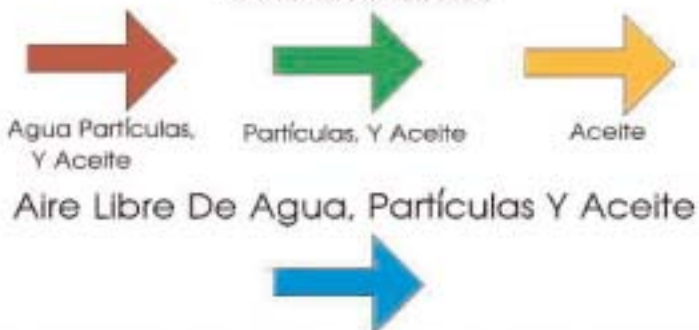 Agua Partículas,
Y Aceite
Partículas, Y Aceite
Aceite
Aire Libre De Agua, Partículas Y Aceite